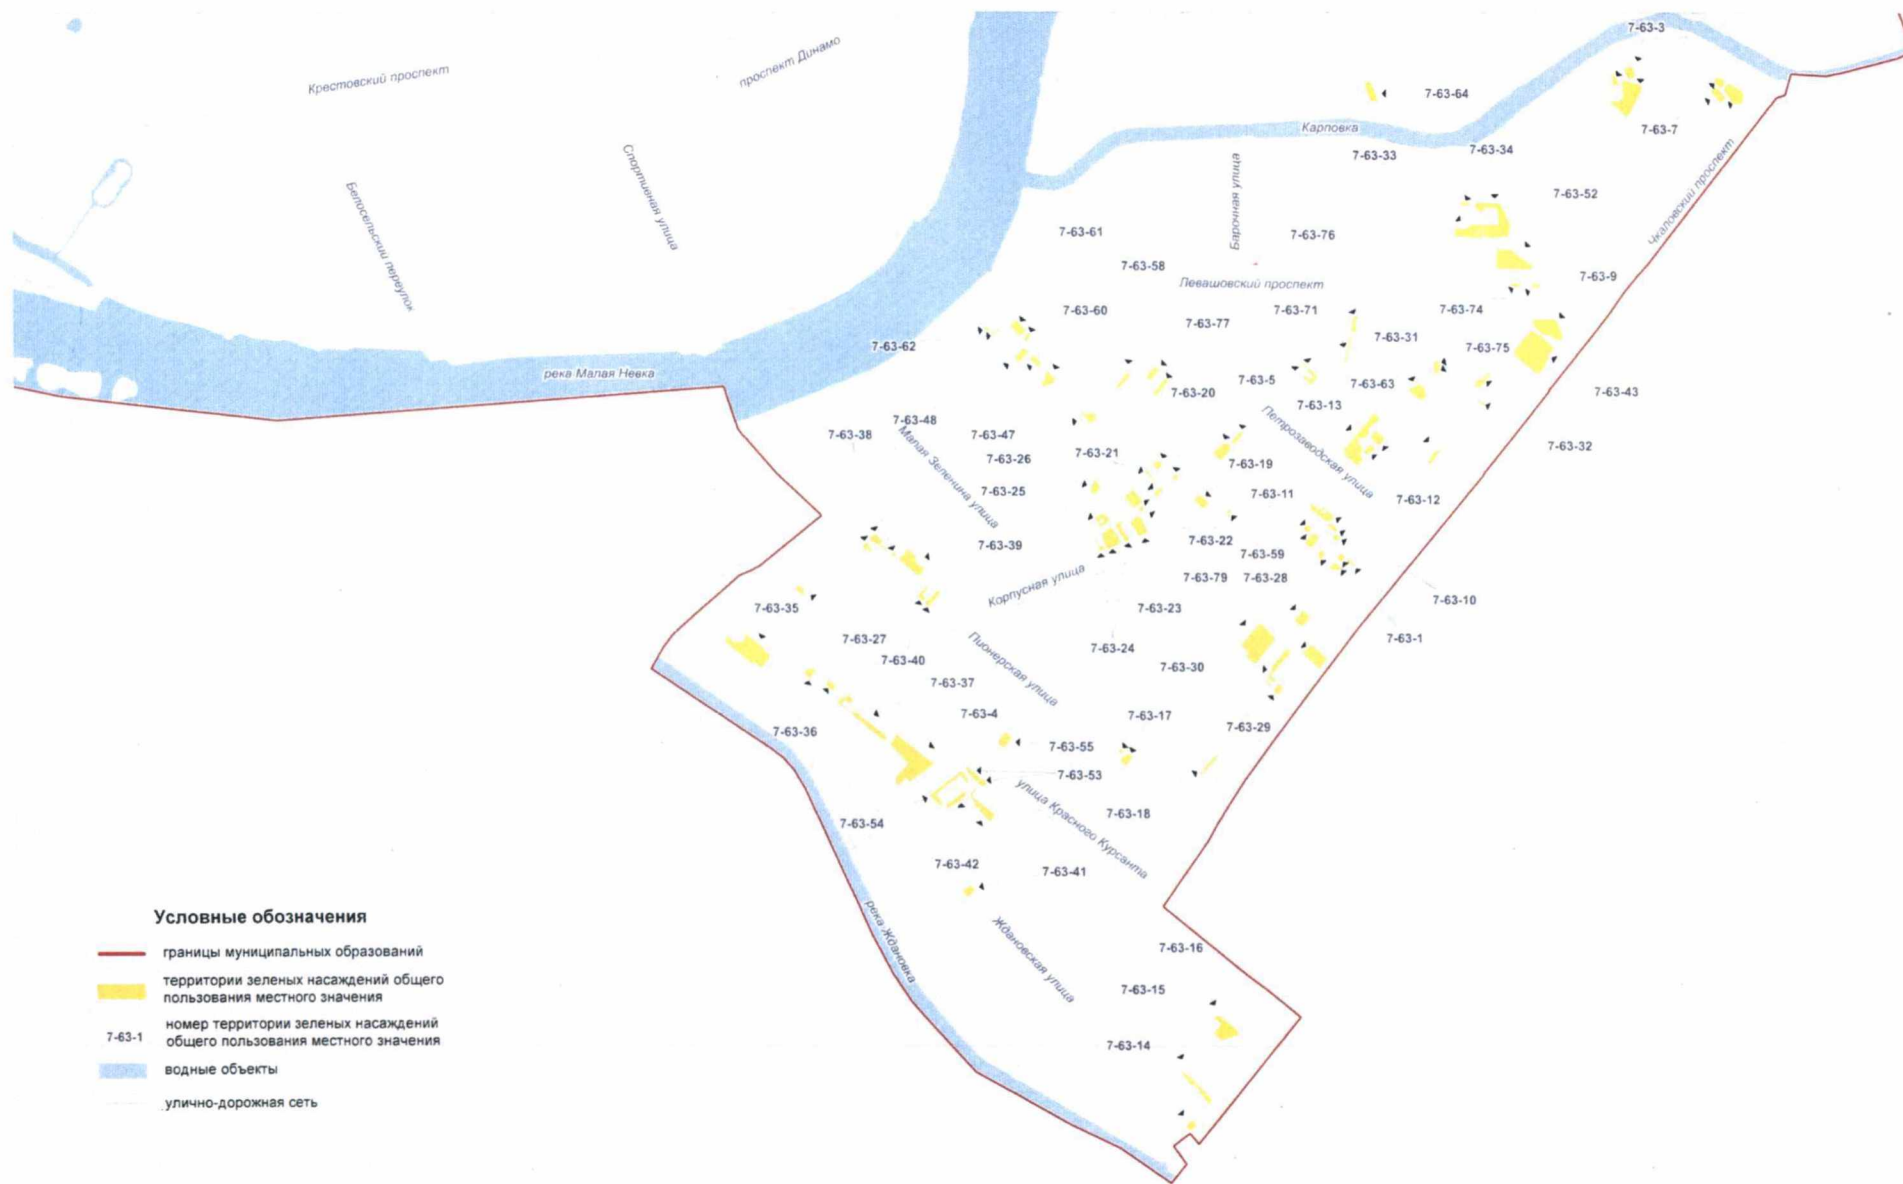 7-63-3
проспект Динамо
Крестовский проспект
7-63-64
Карповка
7-63-7
7-63-34
7-63-33
Спортивная улица
Барочная улица
Чкаловский проспект
7-63-52
Белосельский переулок
7-63-61
7-63-76
7-63-58
7-63-9
Левашовский проспект
7-63-60
7-63-71
7-63-74
7-63-77
7-63-31
7-63-62
7-63-75
река Малая Невка
7-63-5
7-63-63
7-63-20
7-63-43
7-63-13
7-63-48
7-63-38
7-63-47
Петрозаводская улица
7-63-32
Малая Зеленина улица
7-63-26
7-63-21
7-63-19
7-63-25
7-63-11
7-63-12
7-63-39
7-63-22
7-63-59
Корпусная улица
7-63-79
7-63-28
7-63-10
7-63-35
7-63-23
7-63-27
7-63-1
7-63-24
7-63-40
7-63-30
Пионерская улица
7-63-37
7-63-4
7-63-17
7-63-36
7-63-29
7-63-55
7-63-53
7-63-18
улица Красного Курсанта
7-63-54
7-63-42
7-63-41
река Ждановка
Ждановская улица
7-63-16
7-63-15
7-63-14
Условные обозначения
границы муниципальных образований
территории зеленых насаждений общего
пользования местного значения
7-63-1
номер территории зеленых насаждений
общего пользования местного значения
водные объекты
улично-дорожная сеть